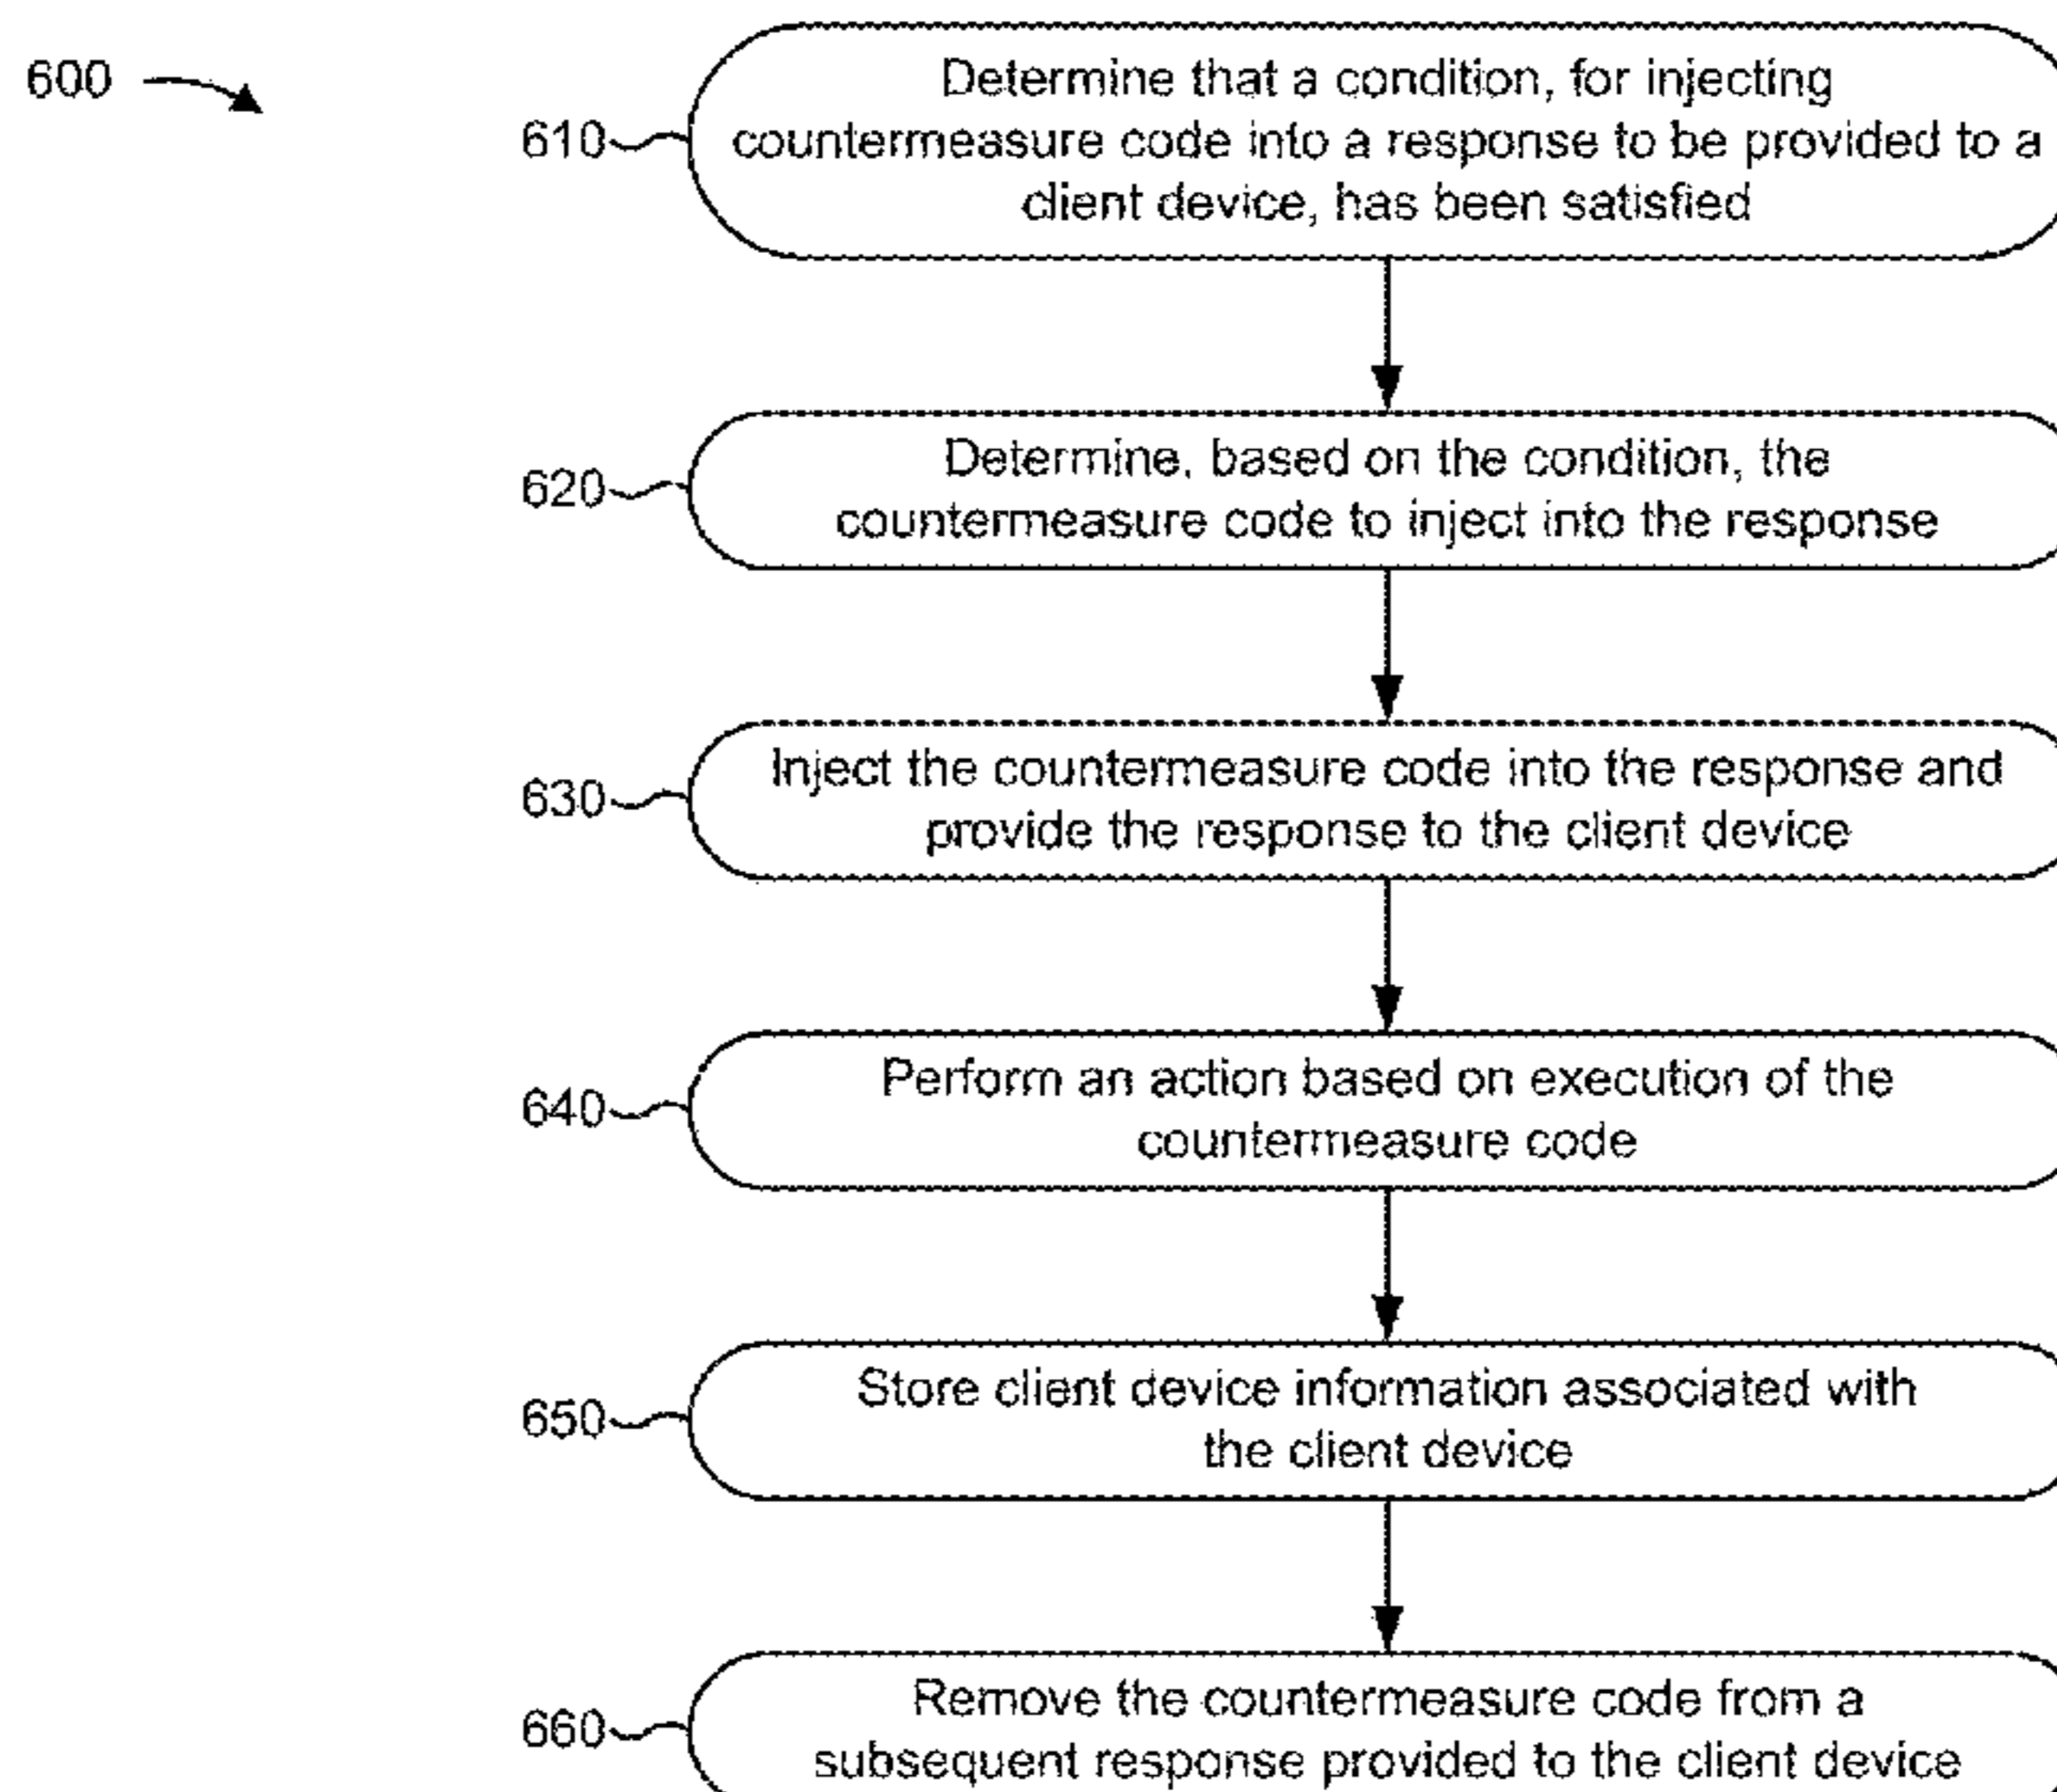 600
610
Determine that a condition, for injecting
countermeasure code into a response to be provided to a
client device, has been satisfied
620
Determine, based on the condition, the
countermeasure code to inject into the response
630
Inject the countermeasure code into the response and
provide the response to the client device
640
Perform an action based on execution of the
countermeasure code
650
Store client device information associated with
the client device
660
Remove the countermeasure code from a
subsequent response provided to the client device